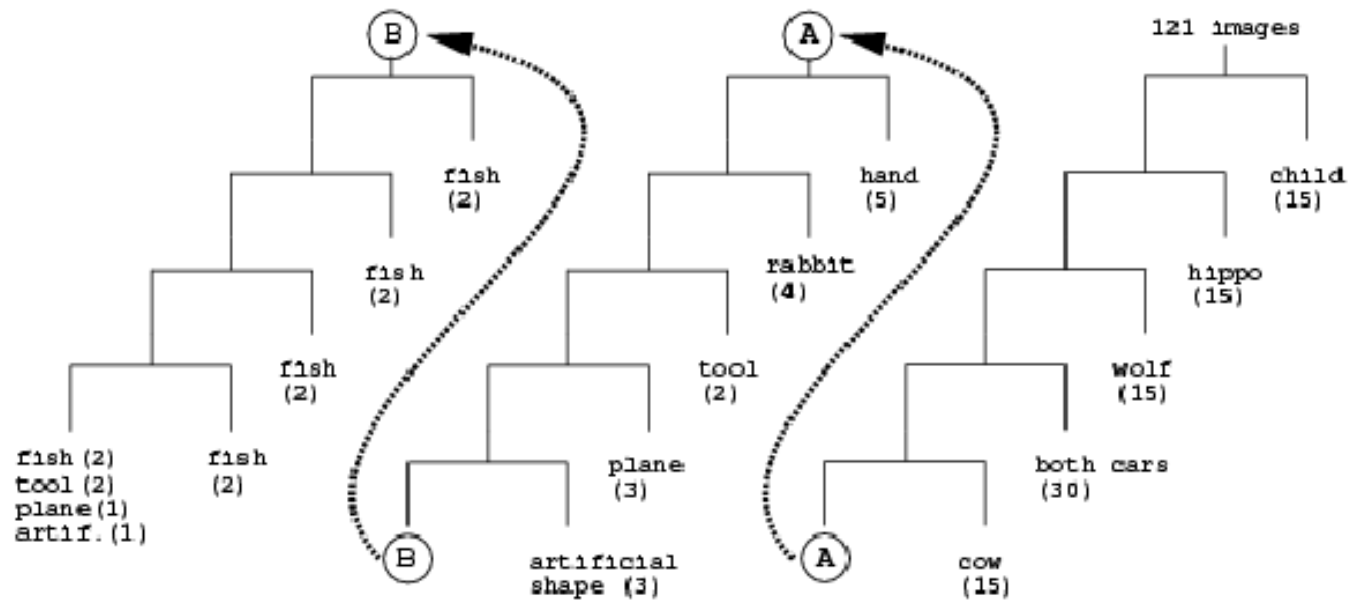 B
A
121 images
fish
(2)
hand
(5)
child
(15)
fish
(2)
rabbit
(4)
hippo
(15)
fish
(2)
tool
(2)
wolf
(15)
fish (2)
tool (2)
plane(1)
artif. (1)
fish
(2)
plane
(3)
both cars
(30)
B
artificial
shape (3)
A
cow
(15)